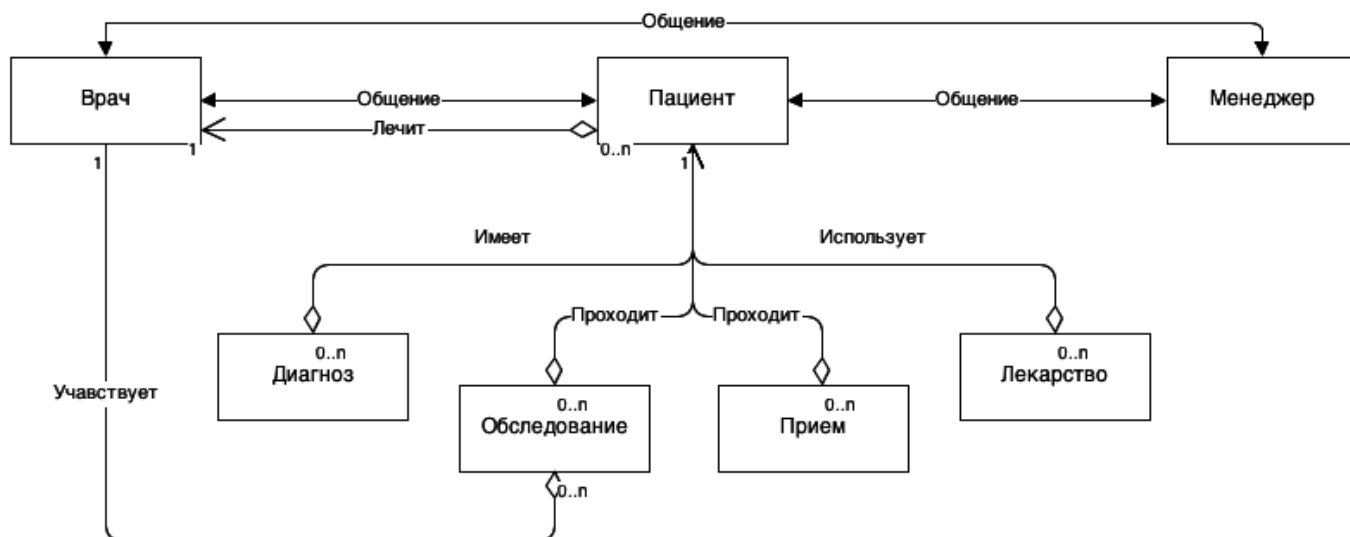 Общение
Врач
Общение
Пациент
Общение
Менеджер
Лечит
1
0..n
1
1
Имеет
Использует
Проходит
Проходит
0..n
Диагноз
0..n
Лекарство
Учавствует
0..n
Обследование
0..n
Прием
0..n